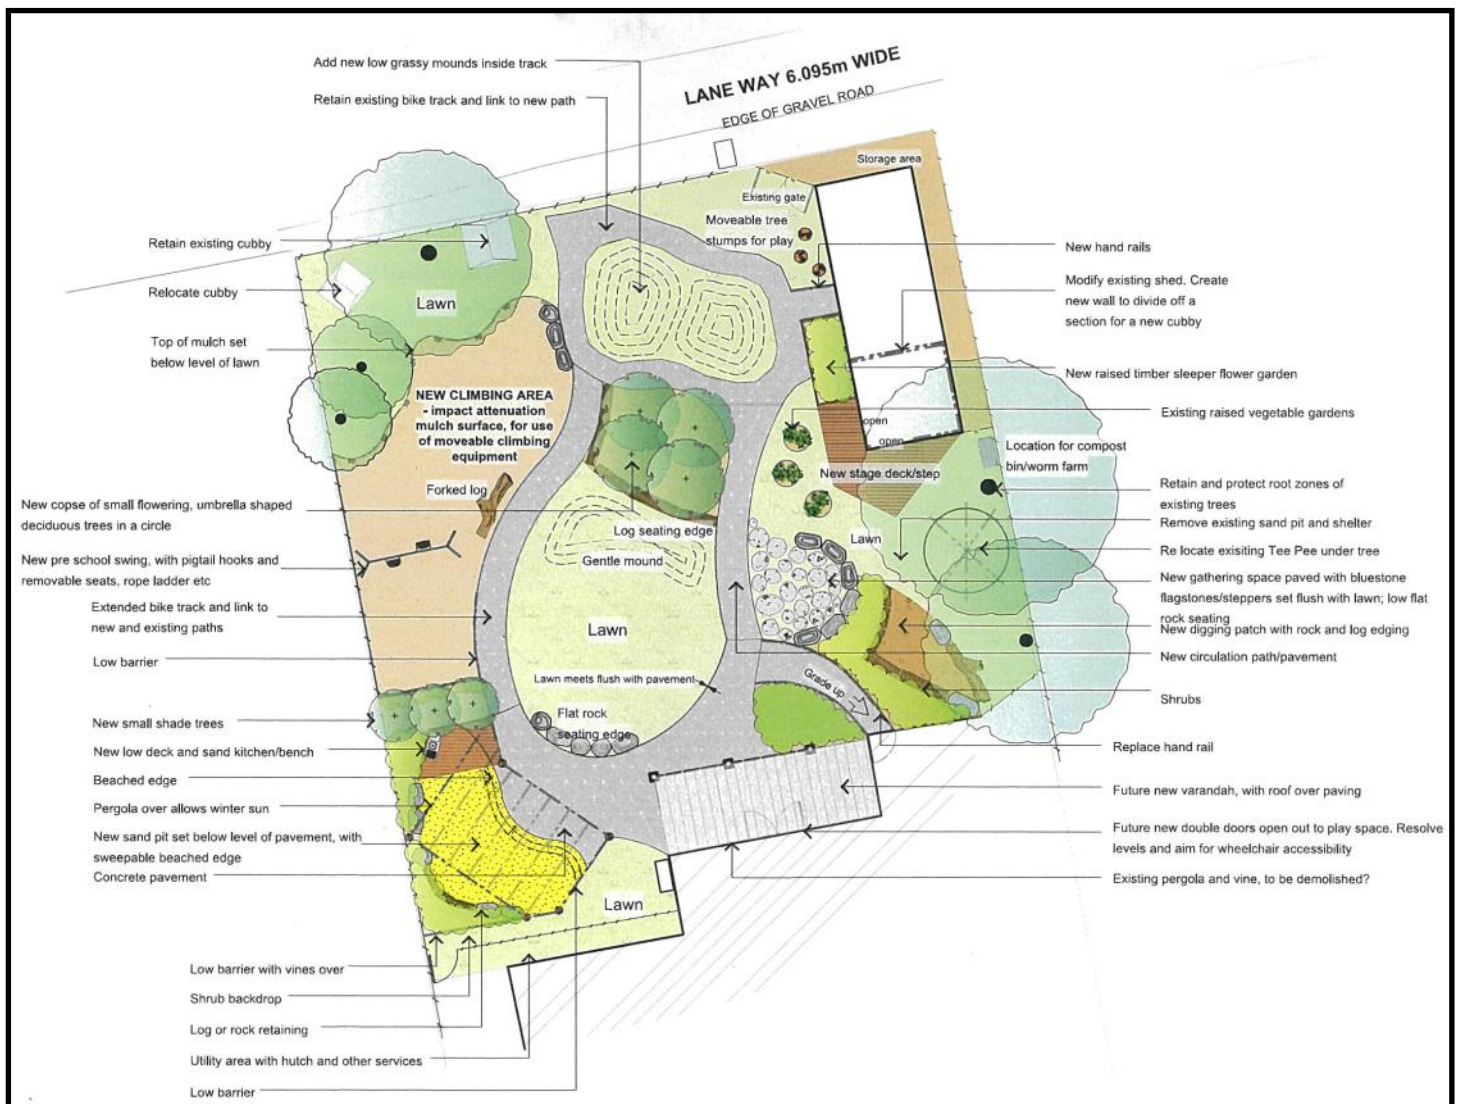 Add new low grassy mounds inside track
Retain existing bike track and link to new path
LANE WAY 6.095m WIDE
EDGE OF GRAVEL ROAD
Storage area
Existing gate
Moveable tree
stumps for play
Retain existing cubby
Relocate cubby
Lawn
Top of mulch set
below level of lawn
NEW CLIMBING AREA
- impact attenuation
mulch surface, for use
of moveable climbing
equipment
Forked log
New copse of small flowering, umbrella shaped
deciduous trees in a circle
New pre school swing, with pigtail hooks and
removable seats, rope ladder etc
Extended bike track and link to
new and existing paths
Low barrier
New small shade trees
New low deck and sand kitchen/bench
Beached edge
Pergola over allows winter sun
New sand pit set below level of pavement, with
sweepable beached edge
Concrete pavement
Low barrier with vines over
Shrub backdrop
Log or rock retaining
Utility area with hutch and other services
Low barrier
Log seating edge
Gentle mound
Lawn
Lawn meets flush with pavement
Flat rock
seating edge
Lawn
open
open
New stage deck/step
Lawn
Grade up
Location for compost
bin/worm farm
New hand rails
Modify existing shed. Create
new wall to divide off a
section for a new cubby
New raised timber sleeper flower garden
Existing raised vegetable gardens
Retain and protect root zones of
existing trees
Remove existing sand pit and shelter
Re locate exisiting Tee Pee under tree
New gathering space paved with bluestone
flagstones/steppers set flush with lawn; low flat
rock seating
New digging patch with rock and log edging
New circulation path/pavement
Shrubs
Replace hand rail
Future new varandah, with roof over paving
Future new double doors open out to play space. Resolve
levels and aim for wheelchair accessibility
Existing pergola and vine, to be demolished?